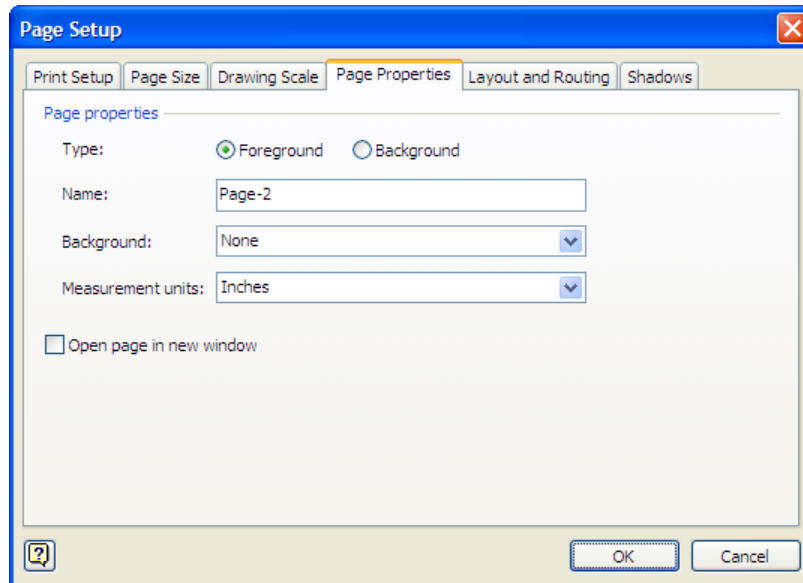 Page Setup
Print Setup Page Size Drawing Scale Page Properties Layout and Routing Shadows
Page properties
Type: Foreground Background
Name: Page-2
Background: None
Measurement units: Inches
Open page in new window
? OK Cancel